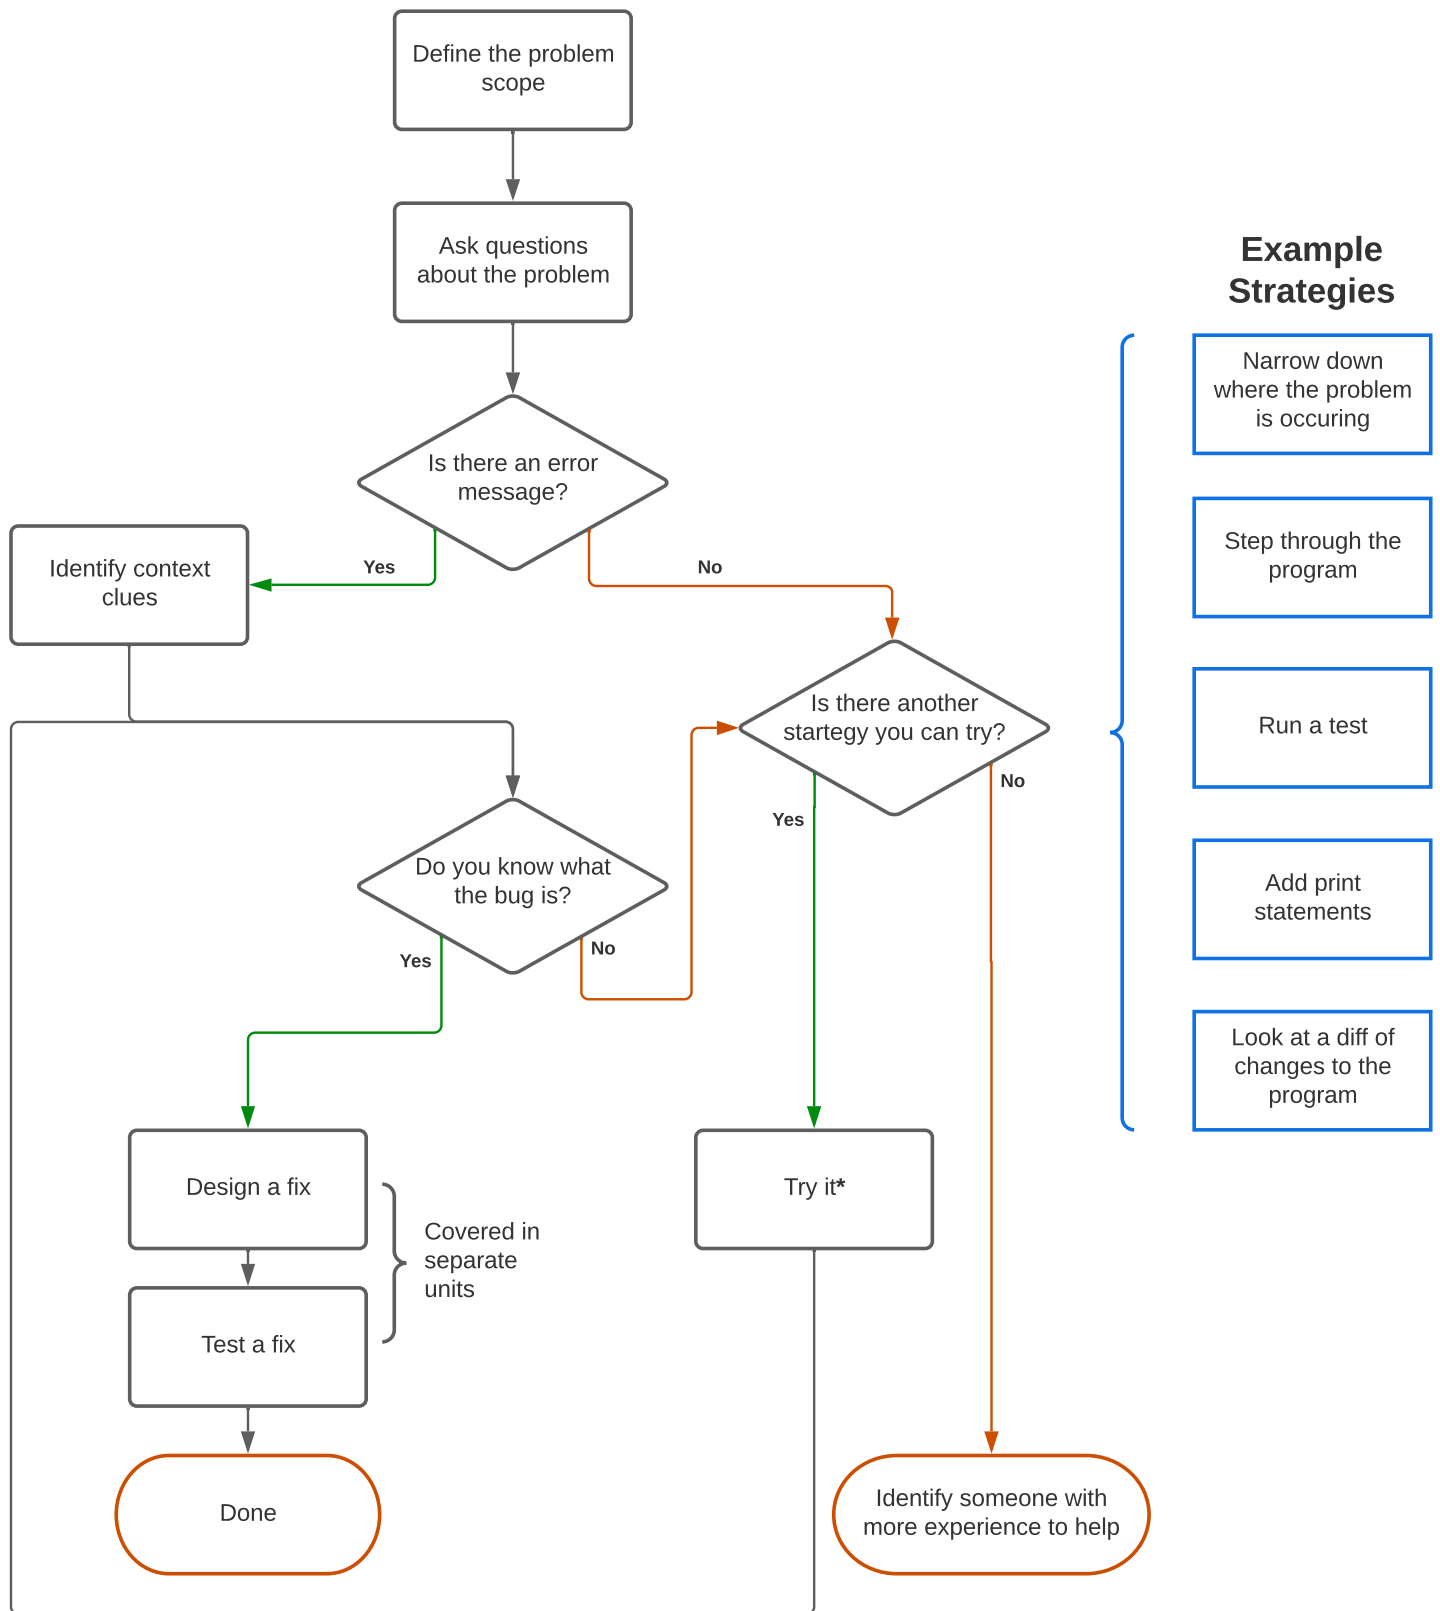 Define the problem
scope
Ask questions
about the problem
Example
Strategies
Narrow down
where the problem
is occuring
Is there an error
message?
Step through the
program
Identify context
clues
Yes
No
Is there another
startegy you can try?
Run a test
No
Yes
Do you know what
the bug is?
Add print
statements
Yes
No
Look at a diff of
changes to the
program
Design a fix
Try it*
Covered in
separate
units
Test a fix
Done
Identify someone with
more experience to help